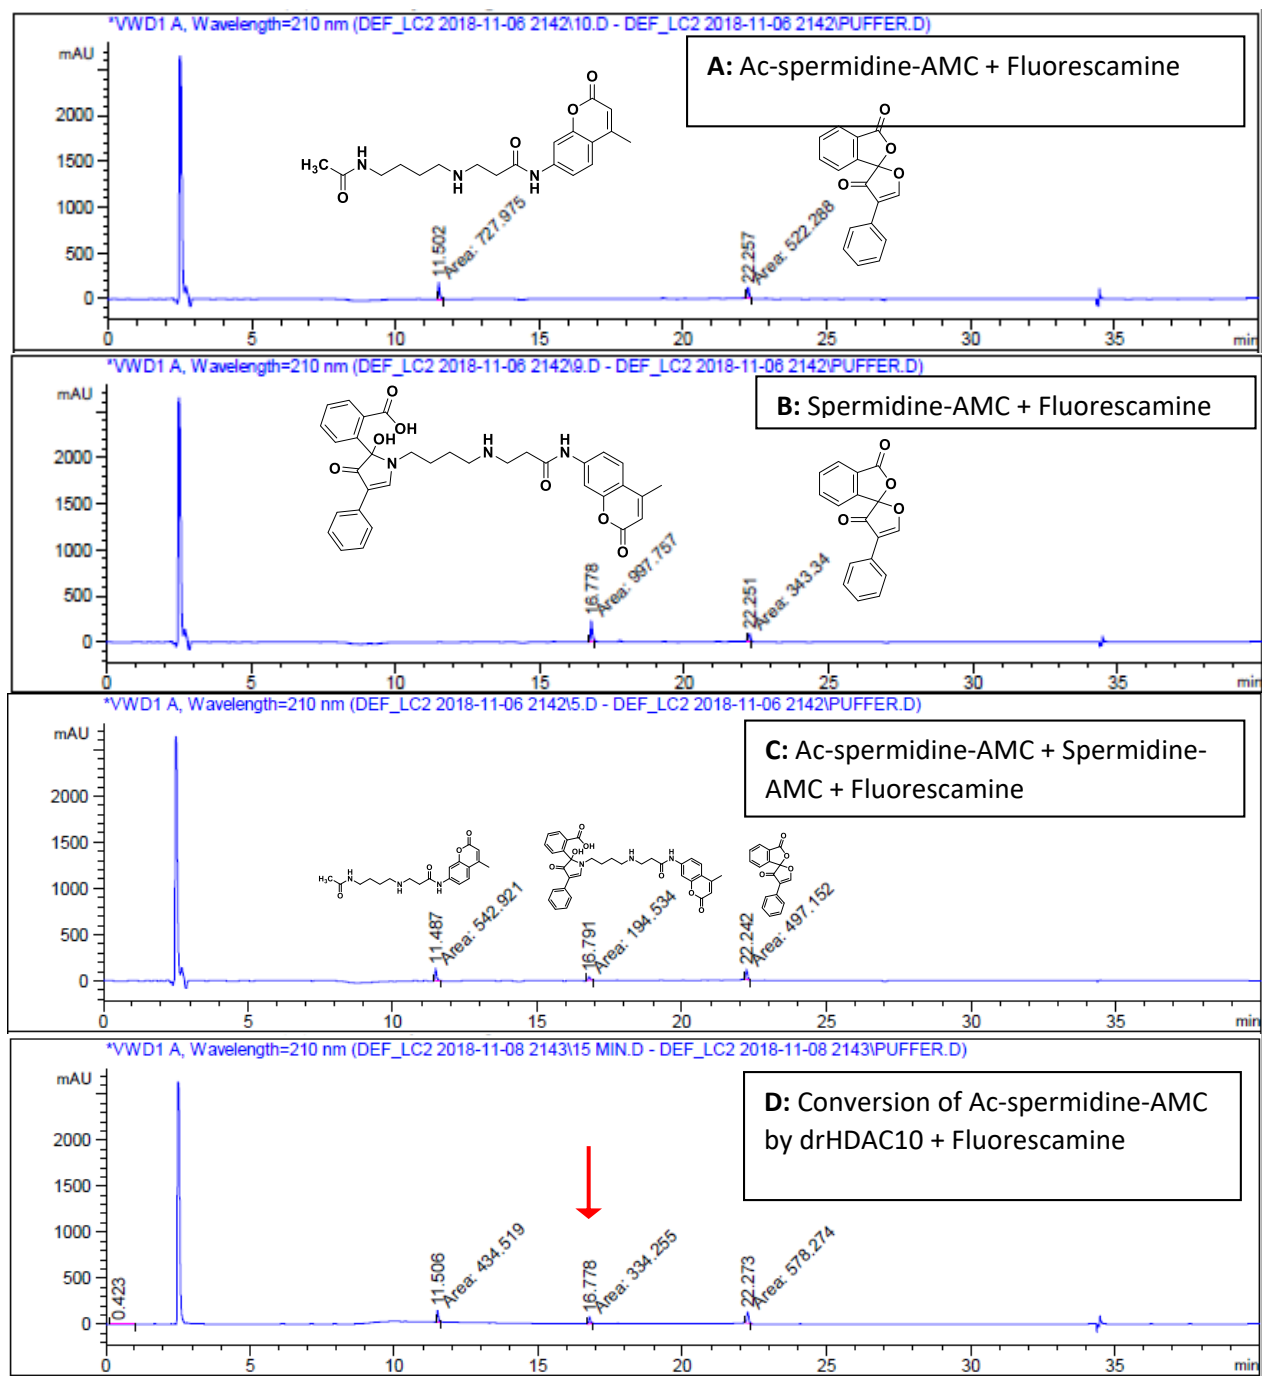 *VWD1 A, Wavelength=210 nm (DEF_LC2 2018-11-06 2142\10.D - DEF_LC2 2018-11-06 2142\PUFFER.D)
mAU
A: Ac-spermidine-AMC + Fluorescamine
2000
1500
1000
500
0
H3C
O
H
N
N
H
O
N
H
O
O
11.502
Area: 727.975
O
O
O
O
22.257
Area: 522.288
0 5 10 15 20 25 30 35 min
*VWD1 A, Wavelength=210 nm (DEF_LC2 2018-11-06 2142\9.D - DEF_LC2 2018-11-06 2142\PUFFER.D)
mAU
B: Spermidine-AMC + Fluorescamine
2000
1500
1000
500
0
O
OH
OH
O
N
H
N
H
N
O
O
O
16.778
Area: 997.757
O
O
O
O
22.251
Area: 343.34
0 5 10 15 20 25 30 35 min
*VWD1 A, Wavelength=210 nm (DEF_LC2 2018-11-06 2142\5.D - DEF_LC2 2018-11-06 2142\PUFFER.D)
mAU
C: Ac-spermidine-AMC + Spermidine-
AMC + Fluorescamine
2000
1500
1000
500
0
H3C
O
H
N
N
H
O
N
H
O
O
11.487
Area: 542.921
O
OH
OH
O
N
H
N
H
N
O
O
O
16.791
Area: 194.534
O
O
O
O
22.242
Area: 497.152
0 5 10 15 20 25 30 35 min
*VWD1 A, Wavelength=210 nm (DEF_LC2 2018-11-08 2143\15 MIN.D - DEF_LC2 2018-11-08 2143\PUFFER.D)
mAU
D: Conversion of Ac-spermidine-AMC
by drHDAC10 + Fluorescamine
2000
1500
1000
500
0
0.423
11.506
Area: 434.519
16.778
Area: 334.255
22.273
Area: 578.274
0 5 10 15 20 25 30 35 min